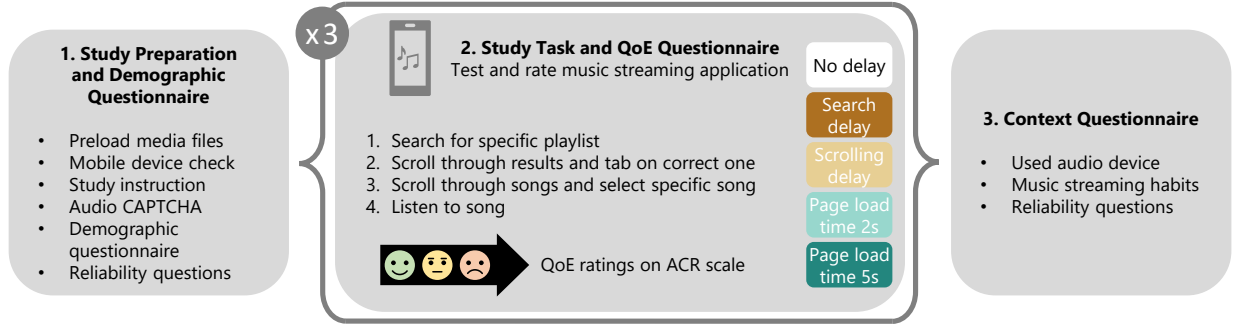 1. Study Preparation
and Demographic
Questionnaire
• Preload media files
• Mobile device check
• Study instruction
• Audio CAPTCHA
• Demographic
questionnaire
• Reliability questions
x3
2. Study Task and QoE Questionnaire
Test and rate music streaming application
1. Search for specific playlist
2. Scroll through results and tab on correct one
3. Scroll through songs and select specific song
4. Listen to song
QoE ratings on ACR scale
No delay
Search
delay
Scrolling
delay
Page load
time 2s
Page load
time 5s
3. Context Questionnaire
• Used audio device
• Music streaming habits
• Reliability questions